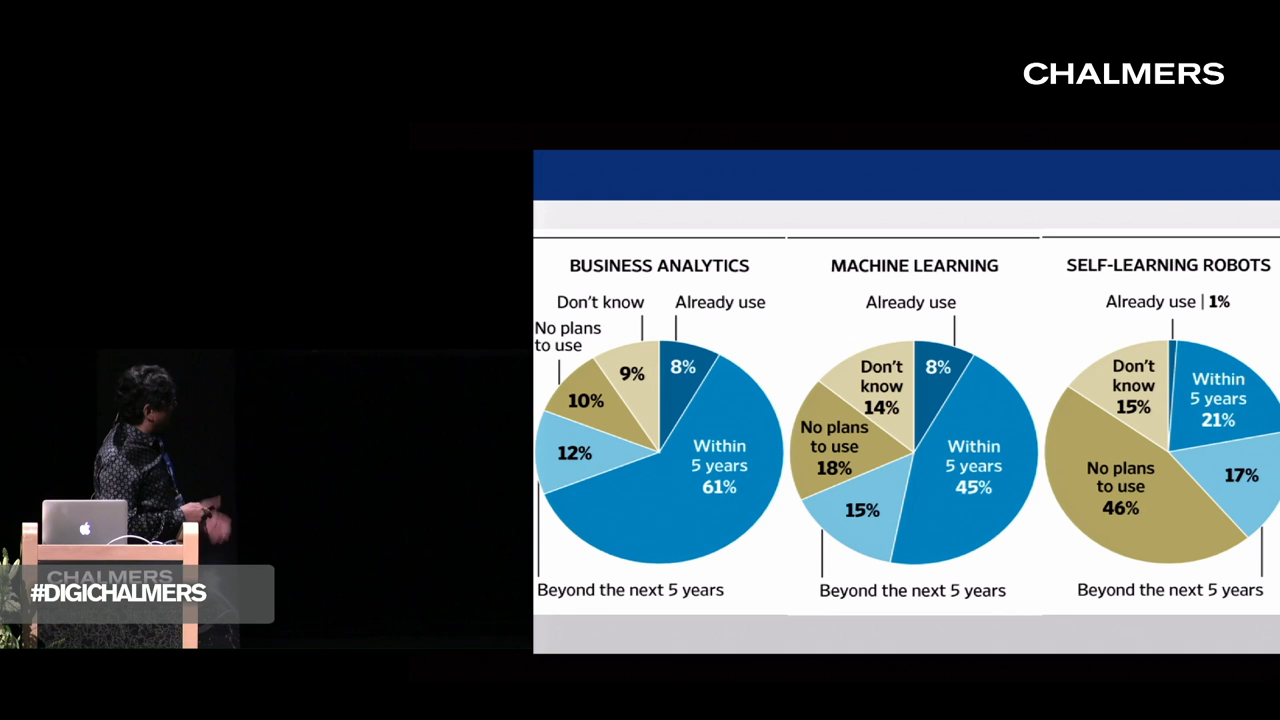 CHALMERS
BUSINESS ANALYTICS
Don't know
Already use
No plans
to use
9%
8%
10%
12%
Within
5 years
61%
Beyond the next 5 years
MACHINE LEARNING
Already use
Don't
know
14%
8%
No plans
to use
18%
Within
5 years
45%
15%
Beyond the next 5 years
SELF-LEARNING ROBOTS
Already use | 1%
Don't
know
15%
Within
5 years
21%
No plans
to use
46%
17%
Beyond the next 5 years
CHALMERS
#DIGICHALMERS